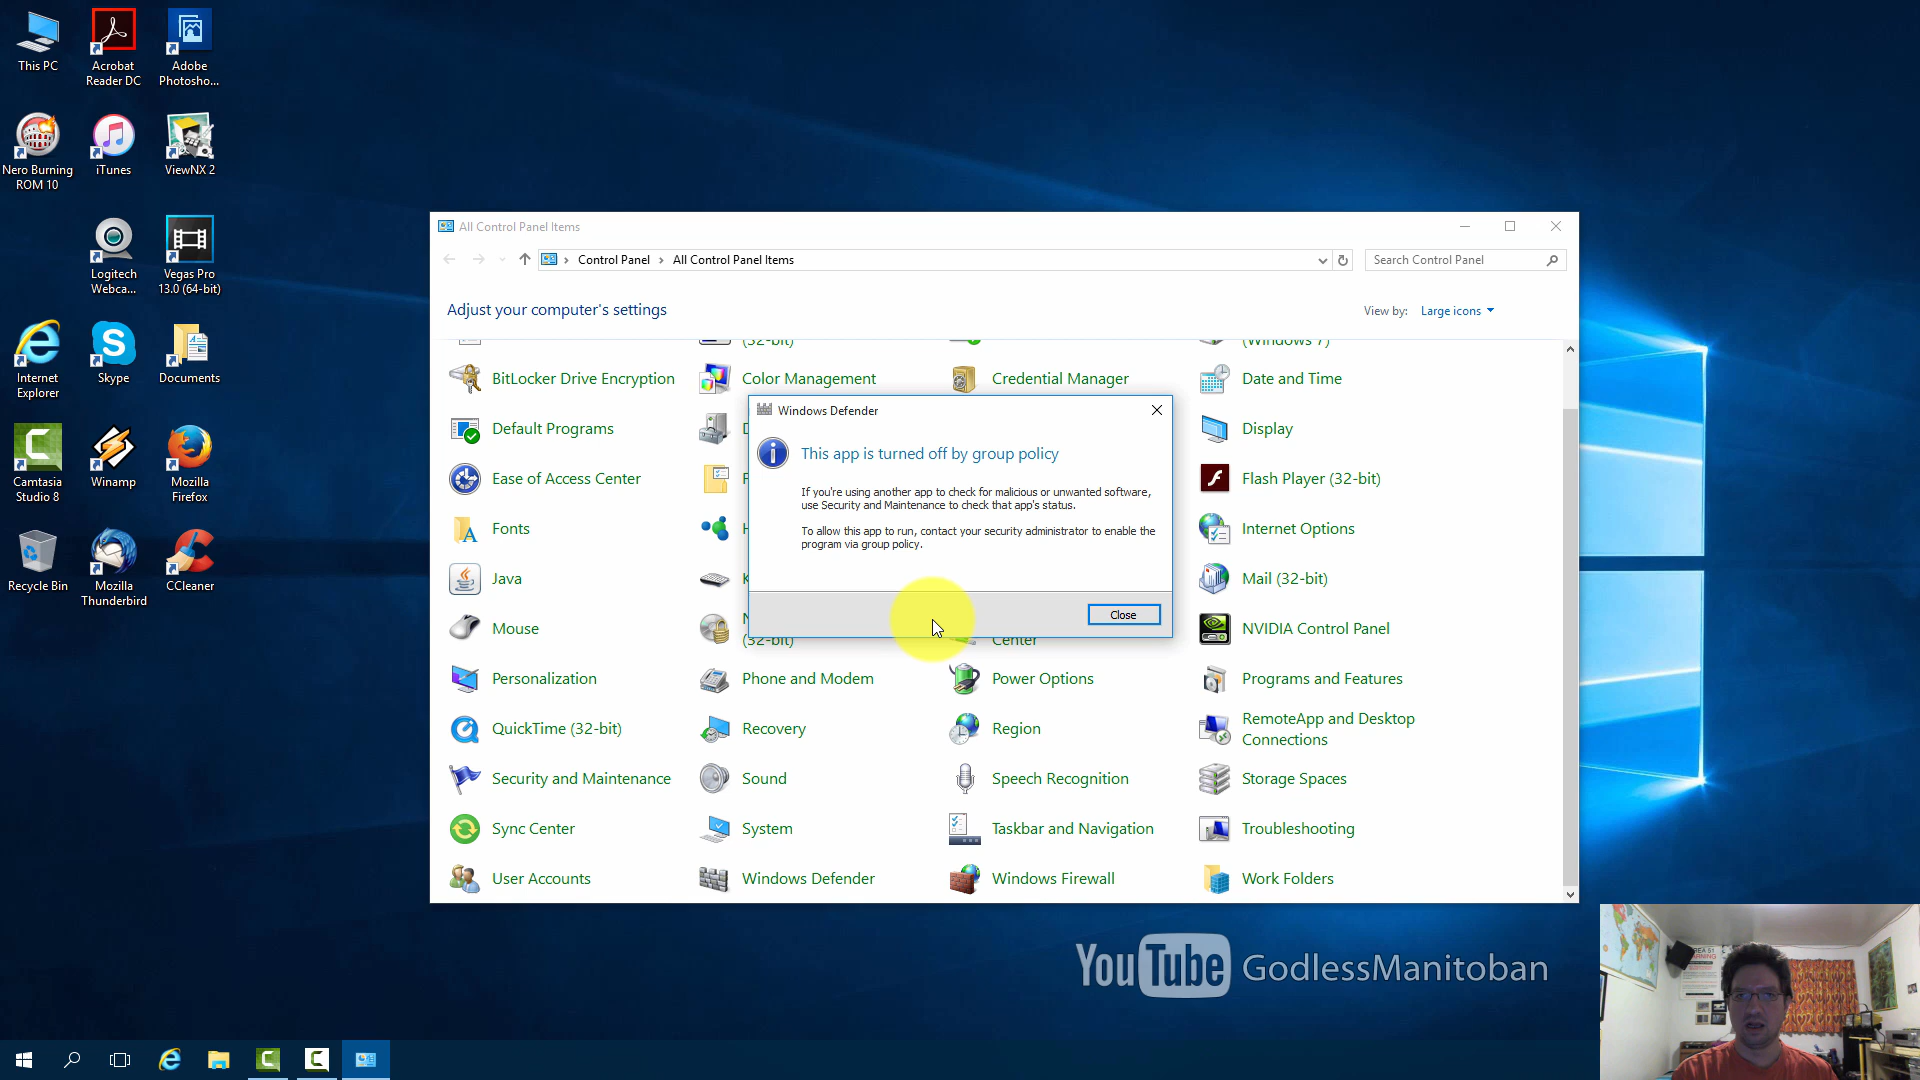 This PC
Acrobat
Reader DC
Adobe
Photosho...
Nero Burning
ROM 10
iTunes
ViewNX 2
Logitech
Webca...
Vegas Pro
13.0 (64-bit)
Internet
Explorer
Skype
Documents
Camtasia
Studio 8
Winamp
Mozilla
Firefox
Recycle Bin
Mozilla
Thunderbird
CCleaner
All Control Panel Items
Control Panel > All Control Panel Items
Search Control Panel
Adjust your computer's settings
View by: Large icons
(32-bit)
(Windows 7)
BitLocker Drive Encryption
Color Management
Credential Manager
Date and Time
Default Programs
Display
Ease of Access Center
Flash Player (32-bit)
Fonts
Internet Options
Java
Mail (32-bit)
Mouse
(32-bit)
Center
NVIDIA Control Panel
Personalization
Phone and Modem
Power Options
Programs and Features
QuickTime (32-bit)
Recovery
Region
RemoteApp and Desktop
Connections
Security and Maintenance
Sound
Speech Recognition
Storage Spaces
Sync Center
System
Taskbar and Navigation
Troubleshooting
User Accounts
Windows Defender
Windows Firewall
Work Folders
Windows Defender
This app is turned off by group policy
If you're using another app to check for malicious or unwanted software,
use Security and Maintenance to check that app's status.
To allow this app to run, contact your security administrator to enable the
program via group policy.
Close
YouTube GodlessManitoban